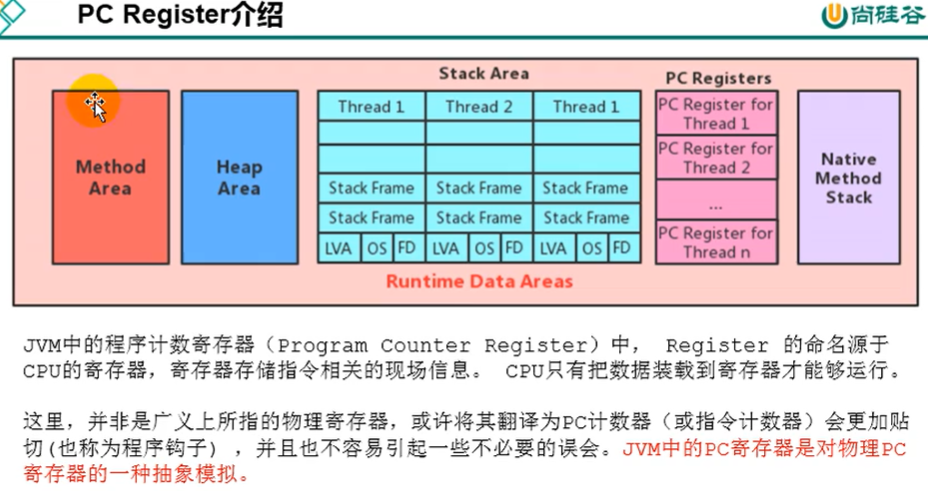 PC Register介绍
尚硅谷
Stack Area
PC Registers
Thread 1
Thread 2
Thread 1
PC Register for
Thread 1
PC Register for
Thread 2
Method
Area
Heap
Area
Native
Method
Stack
Stack Frame
Stack Frame
Stack Frame
...
Stack Frame
Stack Frame
Stack Frame
PC Register for
Thread n
LVA
OS
FD
LVA
OS
FD
LVA
OS
FD
Runtime Data Areas
JVM中的程序计数寄存器（Program Counter Register）中， Register 的命名源于
CPU的寄存器，寄存器存储指令相关的现场信息。 CPU只有把数据装载到寄存器才能够运行。
这里，并非是广义上所指的物理寄存器，或许将其翻译为PC计数器（或指令计数器）会更加贴
切(也称为程序钩子) ，并且也不容易引起一些不必要的误会。JVM中的PC寄存器是对物理PC
寄存器的一种抽象模拟。